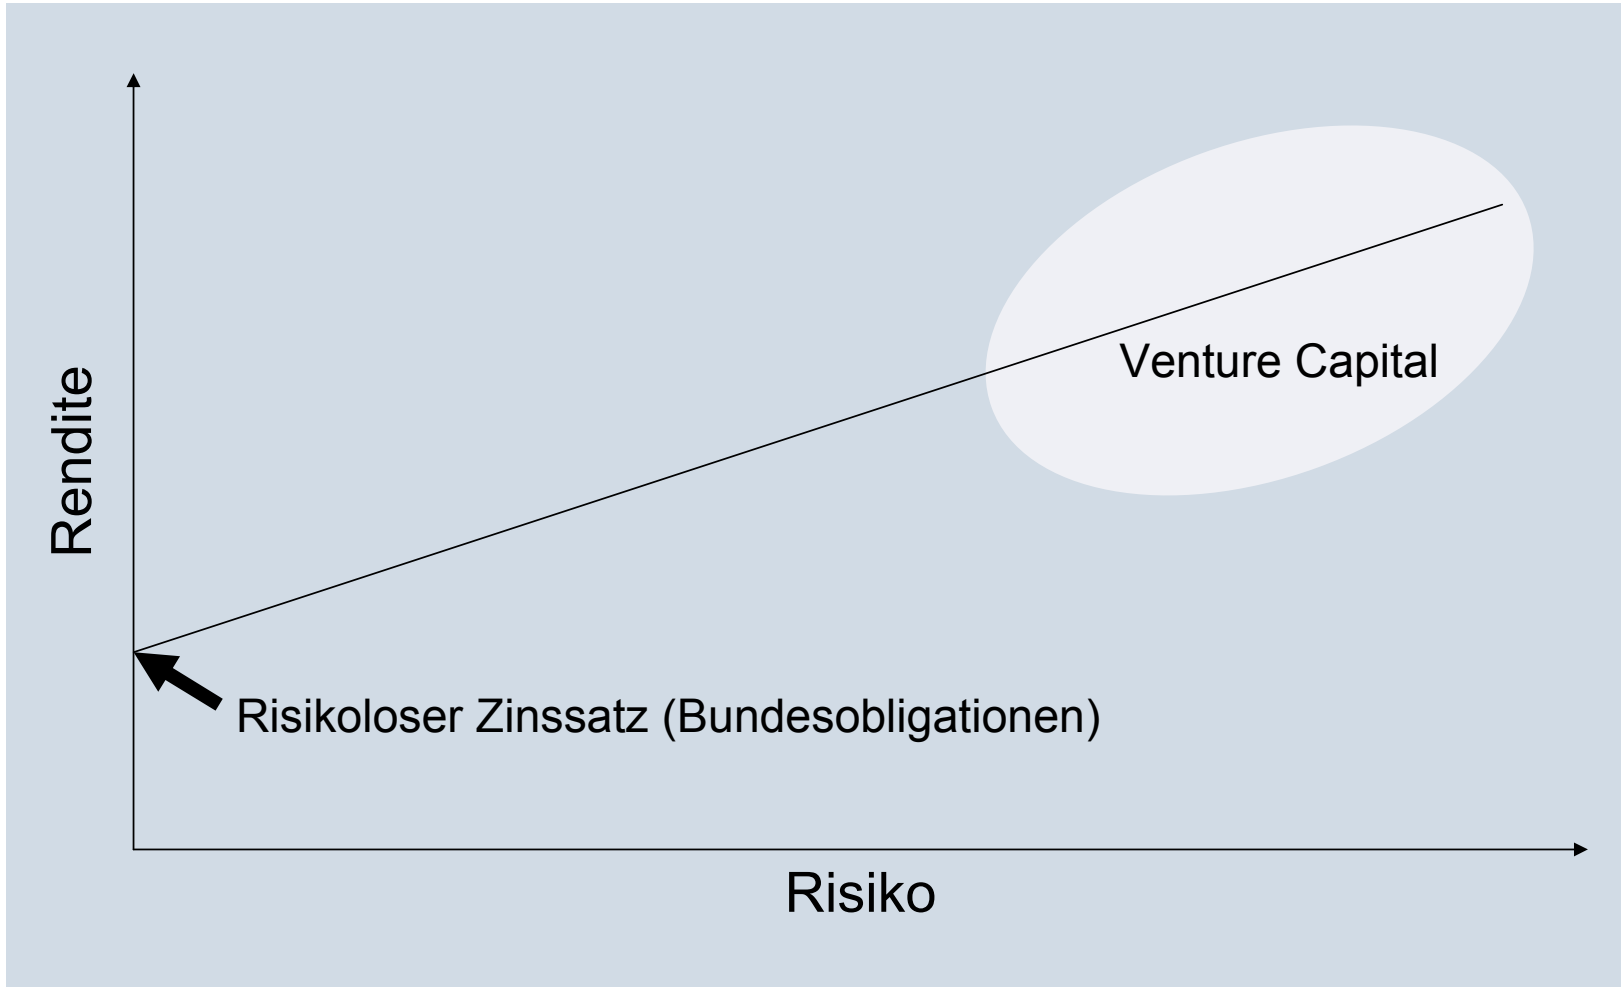 Rendite
Venture Capital
Risikoloser Zinssatz (Bundesobligationen)
Risiko